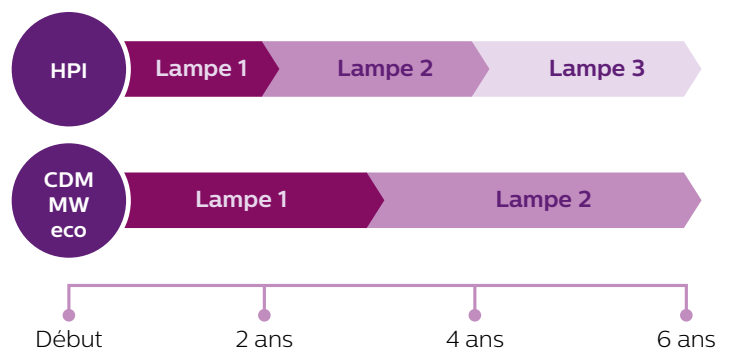 HPI
Lampe 1
Lampe 2
Lampe 3
CDM
MW
eco
Lampe 1
Lampe 2
Début
2 ans
4 ans
6 ans